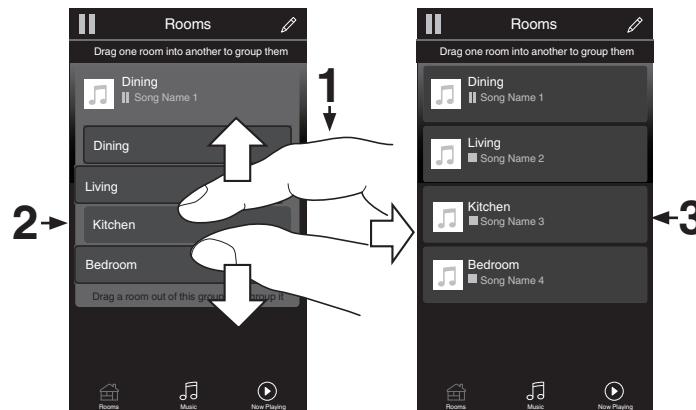 Rooms
Drag one room into another to group them
Dining
Song Name 1
Dining
Living
Kitchen
Bedroom
Drag a room out of this group group it
Rooms
Music
Now Playing
1
2
Rooms
Drag one room into another to group them
Dining
Song Name 1
Living
Song Name 2
Kitchen
Song Name 3
Bedroom
Song Name 4
Rooms
Music
Now Playing
3